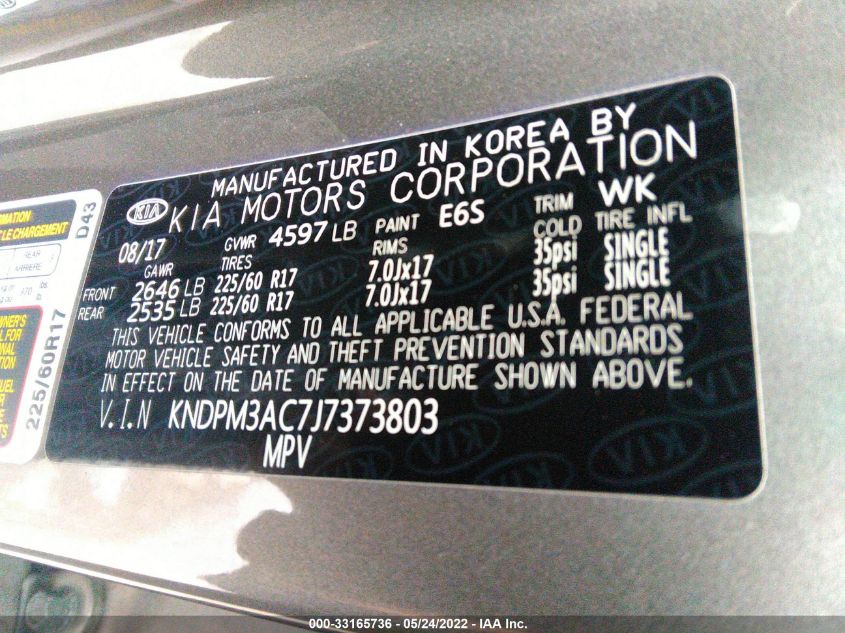 MANUFACTURED IN KOREA BY
KIA KIA MOTORS CORPORATION
08/17 GVWR 4597 LB PAINT E6S TRIM WK
GAWR TIRES RIMS COLD TIRE INFL
FRONT 2646 LB 225/60 R17 7.0Jx17 35psi SINGLE
REAR 2535 LB 225/60 R17 7.0Jx17 35psi SINGLE
THIS VEHICLE CONFORMS TO ALL APPLICABLE U.S.A. FEDERAL
MOTOR VEHICLE SAFETY AND THEFT PREVENTION STANDARDS
IN EFFECT ON THE DATE OF MANUFACTURE SHOWN ABOVE.
V.I.N KNDPM3AC7J7373803
MPV
D43
225/60R17
REAR
ARRIERE
000-33165736 - 05/24/2022 - IAA Inc.